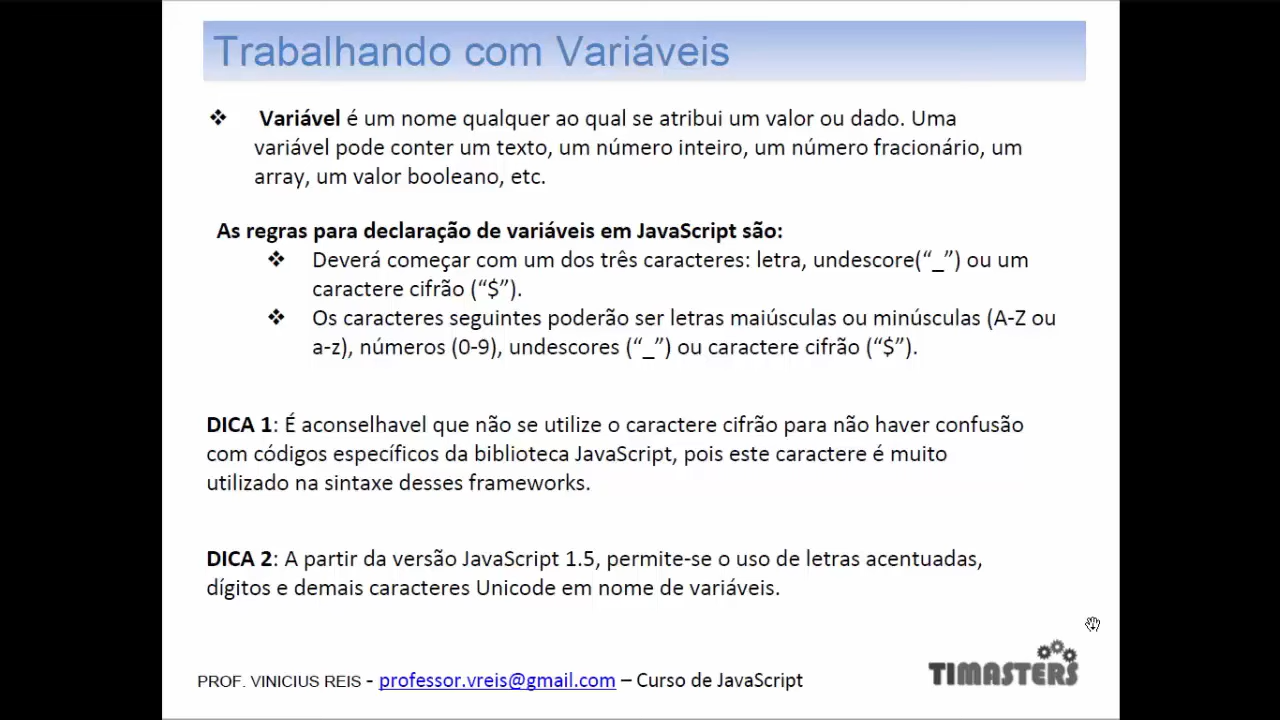 Trabalhando com Variáveis
❖ Variável é um nome qualquer ao qual se atribui um valor ou dado. Uma
variável pode conter um texto, um número inteiro, um número fracionário, um
array, um valor booleano, etc.
As regras para declaração de variáveis em JavaScript são:
❖ Deverá começar com um dos três caracteres: letra, undescore(“_”) ou um
caractere cifrão (“$”).
❖ Os caracteres seguintes poderão ser letras maiúsculas ou minúsculas (A-Z ou
a-z), números (0-9), undescores (“_”) ou caractere cifrão (“$”).
DICA 1: É aconselhavel que não se utilize o caractere cifrão para não haver confusão
com códigos específicos da biblioteca JavaScript, pois este caractere é muito
utilizado na sintaxe desses frameworks.
DICA 2: A partir da versão JavaScript 1.5, permite-se o uso de letras acentuadas,
dígitos e demais caracteres Unicode em nome de variáveis.
TIMASTERS
PROF. VINICIUS REIS - professor.vreis@gmail.com – Curso de JavaScript